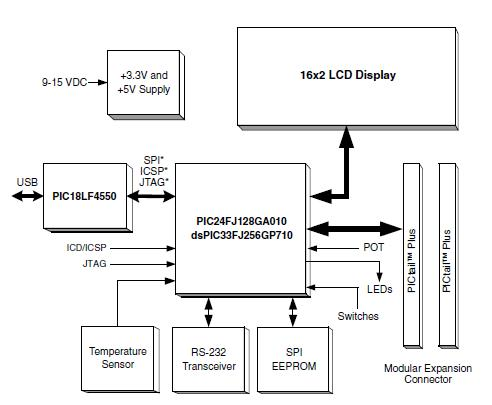 9-15 VDC
+3.3V and
+5V Supply
16x2 LCD Display
USB
PIC18LF4550
SPI*
ICSP*
JTAG*
PIC24FJ128GA010
dsPIC33FJ256GP710
ICD/ICSP
JTAG
POT
LEDs
Switches
PICtail™ Plus
PICtail™ Plus
Temperature
Sensor
RS-232
Transceiver
SPI
EEPROM
Modular Expansion
Connector